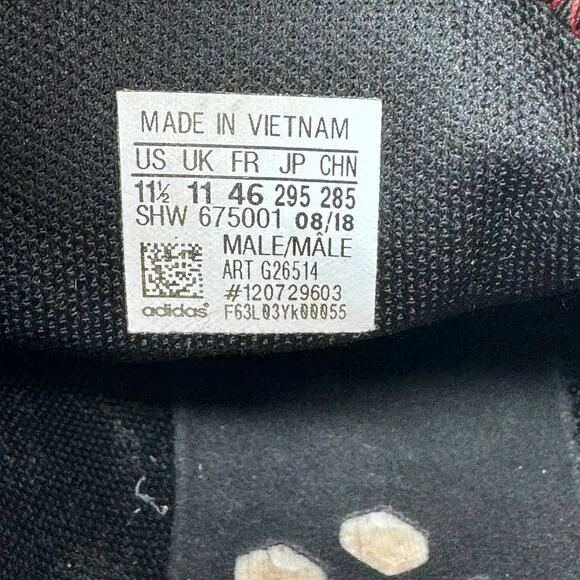 MADE IN VIETNAM
US UK FR JP CHN
11½ 11 46 295 285
SHW 675001 08/18
MALE/MÂLE
ART G26514
#120729603
adidas F63L03Yk00055